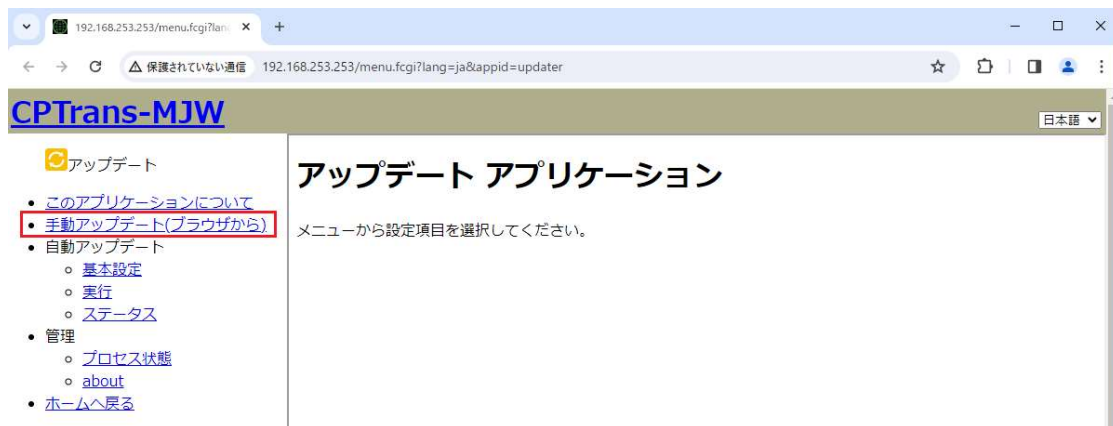 192.168.253.253/menu.fcgi?lan
保護されていない通信 192.168.253.253/menu.fcgi?lang=ja&appid=updater
CPTrans-MJW
日本語
アップデート
このアプリケーションについて
手動アップデート(ブラウザから)
自動アップデート
基本設定
実行
ステータス
管理
プロセス状態
about
ホームへ戻る
アップデート アプリケーション
メニューから設定項目を選択してください。